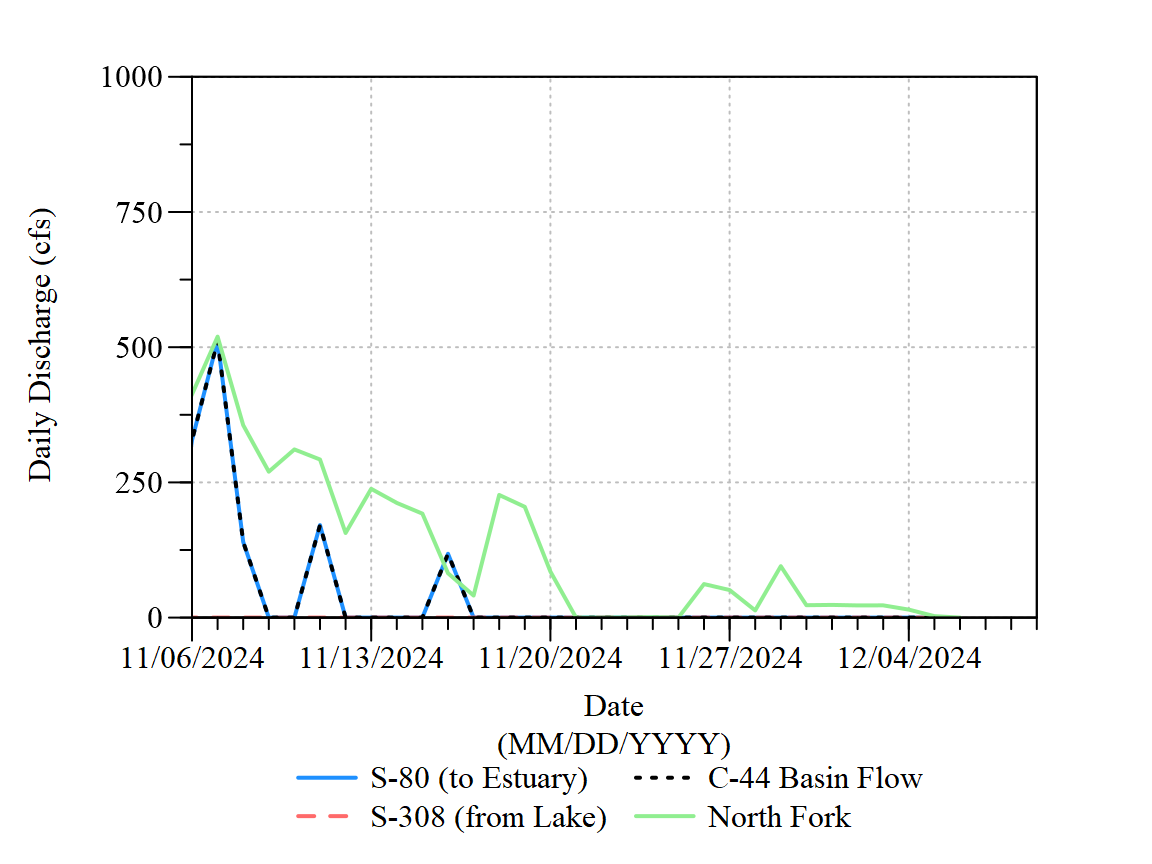 1000
750
500
250
0
Daily Discharge (cfs)
11/06/2024 11/13/2024 11/20/2024 11/27/2024 12/04/2024
Date
(MM/DD/YYYY)
S-80 (to Estuary) C-44 Basin Flow
S-308 (from Lake) North Fork